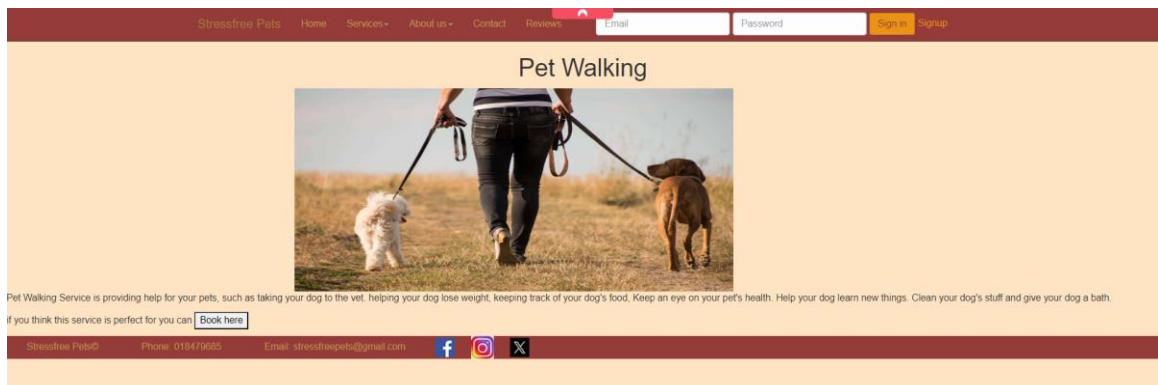 Stressfree Pets Home Services About us Contact Reviews Email Password Sign in Signup
Pet Walking
Pet Walking Service is providing help for your pets, such as taking your dog to the vet. helping your dog lose weight, keeping track of your dog's food, Keep an eye on your pet's health. Help your dog learn new things. Clean your dog's stuff and give your dog a bath.
if you think this service is perfect for you can Book here
Stressfree Pets© Phone: 018479685 Email: stressfreepets@gmail.com